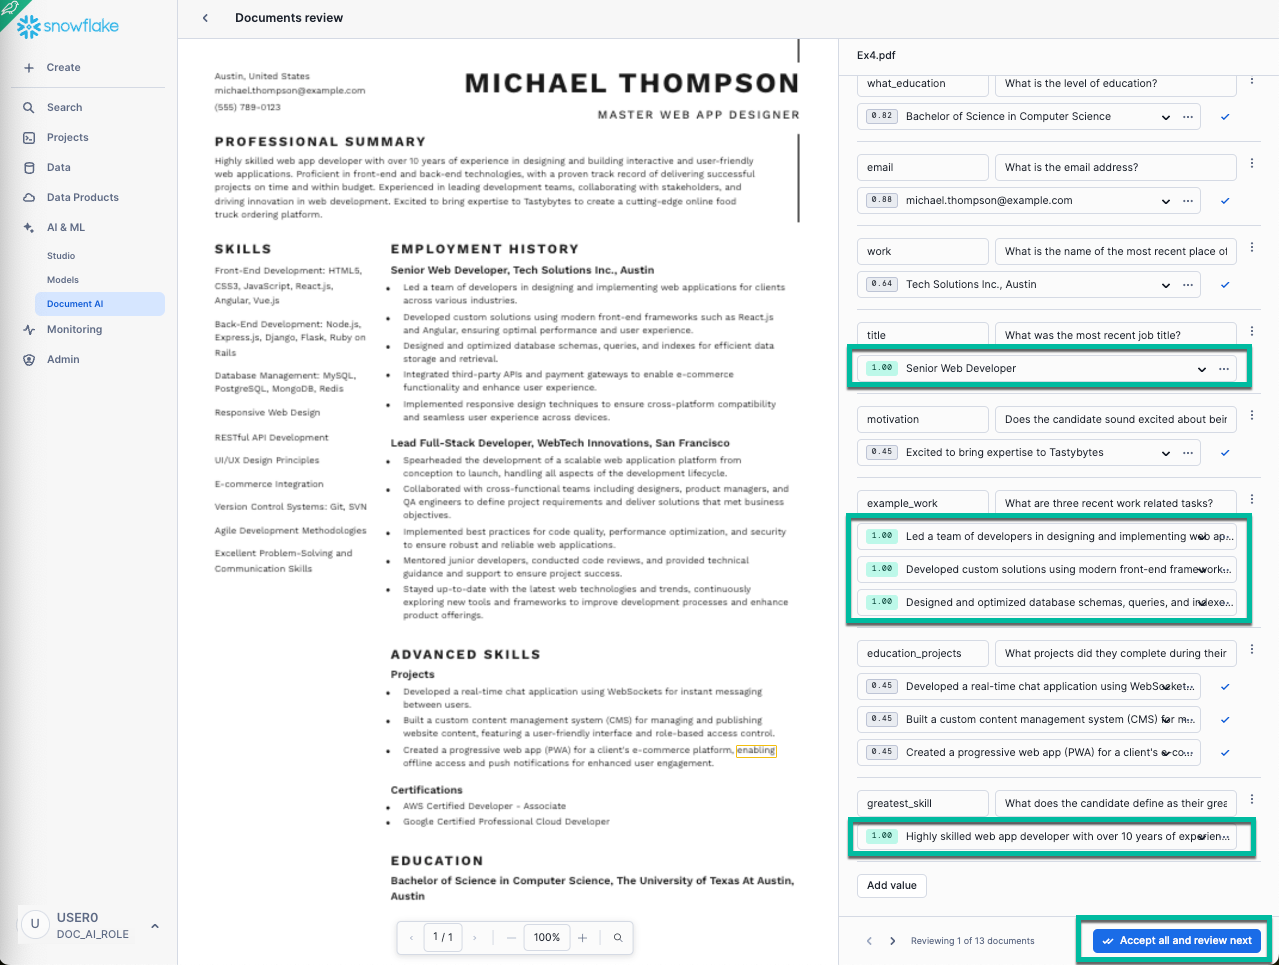 snowflake
Create
Search
Projects
Data
Data Products
AI & ML
Studio
Models
Document AI
Monitoring
Admin
U
USER0
DOC_AI_ROLE
Documents review
Austin, United States
michael.thompson@example.com
(555) 789-0123
MICHAEL THOMPSON
MASTER WEB APP DESIGNER
PROFESSIONAL SUMMARY
Highly skilled web app developer with over 10 years of experience in designing and building interactive and user-friendly
web applications. Proficient in front-end and back-end technologies, with a proven track record of delivering successful
projects on time and within budget. Experienced in leading development teams, collaborating with stakeholders, and
driving innovation in web development. Excited to bring expertise to Tastybytes to create a cutting-edge online food
truck ordering platform.
SKILLS
Front-End Development: HTML5,
CSS3, JavaScript, React.js,
Angular, Vue.js
Back-End Development: Node.js,
Express.js, Django, Flask, Ruby on
Rails
Database Management: MySQL,
PostgreSQL, MongoDB, Redis
Responsive Web Design
RESTful API Development
UI/UX Design Principles
E-commerce Integration
Version Control Systems: Git, SVN
Agile Development Methodologies
Excellent Problem-Solving and
Communication Skills
EMPLOYMENT HISTORY
Senior Web Developer, Tech Solutions Inc., Austin
• Led a team of developers in designing and implementing web applications for clients
across various industries.
• Developed custom solutions using modern front-end frameworks such as React.js
and Angular, ensuring optimal performance and user experience.
• Designed and optimized database schemas, queries, and indexes for efficient data
storage and retrieval.
• Integrated third-party APIs and payment gateways to enable e-commerce
functionality and enhance user experience.
• Implemented responsive design techniques to ensure cross-platform compatibility
and seamless user experience across devices.
Lead Full-Stack Developer, WebTech Innovations, San Francisco
• Spearheaded the development of a scalable web application platform from
conception to launch, handling all aspects of the development lifecycle.
• Collaborated with cross-functional teams including designers, product managers, and
QA engineers to define project requirements and deliver solutions that met business
objectives.
• Implemented best practices for code quality, performance optimization, and security
to ensure robust and reliable web applications.
• Mentored junior developers, conducted code reviews, and provided technical
guidance and support to ensure project success.
• Stayed up-to-date with the latest web technologies and trends, continuously
exploring new tools and frameworks to improve development processes and enhance
product offerings.
ADVANCED SKILLS
Projects
• Developed a real-time chat application using WebSockets for instant messaging
between users.
• Built a custom content management system (CMS) for managing and publishing
website content, featuring a user-friendly interface and role-based access control.
• Created a progressive web app (PWA) for a client's e-commerce platform, enabling
offline access and push notifications for enhanced user engagement.
Certifications
• AWS Certified Developer - Associate
• Google Certified Professional Cloud Developer
EDUCATION
Bachelor of Science in Computer Science, The University of Texas At Austin,
Austin
1 / 1
100%
Ex4.pdf
what_education What is the level of education?
0.82 Bachelor of Science in Computer Science
email What is the email address?
0.88 michael.thompson@example.com
work What is the name of the most recent place of
0.64 Tech Solutions Inc., Austin
title What was the most recent job title?
1.00 Senior Web Developer
motivation Does the candidate sound excited about bein
0.45 Excited to bring expertise to Tastybytes
example_work What are three recent work related tasks?
1.00 Led a team of developers in designing and implementing web ap...
1.00 Developed custom solutions using modern front-end framework...
1.00 Designed and optimized database schemas, queries, and indexe...
education_projects What projects did they complete during their
0.45 Developed a real-time chat application using WebSocket...
0.45 Built a custom content management system (CMS) for m...
0.45 Created a progressive web app (PWA) for a client's e-co...
greatest_skill What does the candidate define as their grea
1.00 Highly skilled web app developer with over 10 years of experien...
Add value
Reviewing 1 of 13 documents
Accept all and review next